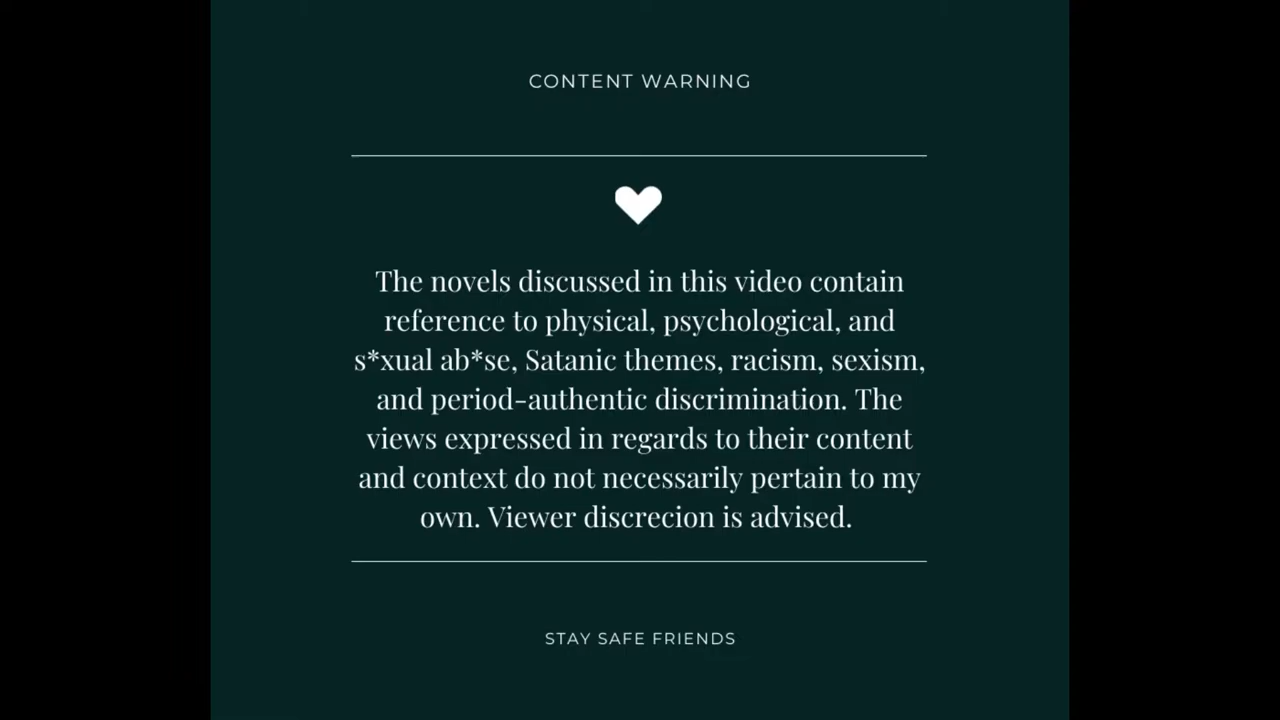 CONTENT WARNING
The novels discussed in this video contain
reference to physical, psychological, and
s*xual ab*se, Satanic themes, racism, sexism,
and period-authentic discrimination. The
views expressed in regards to their content
and context do not necessarily pertain to my
own. Viewer discrecion is advised.
STAY SAFE FRIENDS